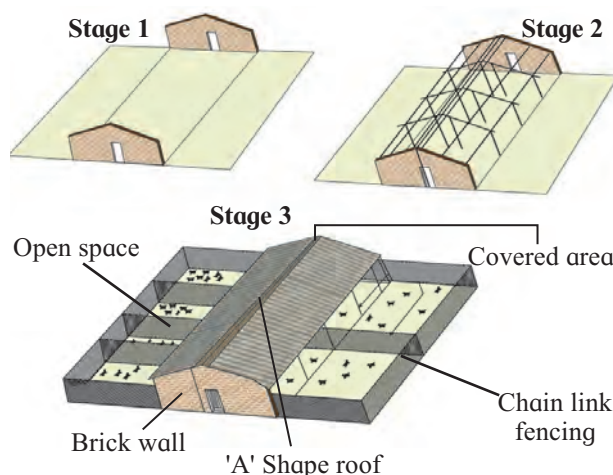 Stage 1
Stage 2
Stage 3
Open space
Covered area
Chain link
fencing
Brick wall
'A' Shape roof